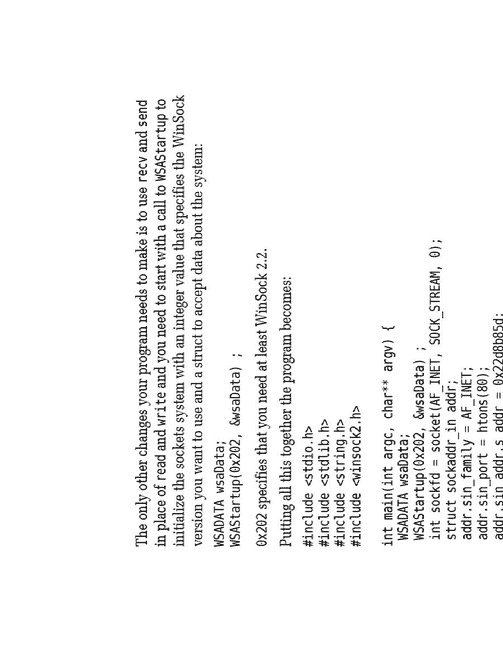 The only other changes your program needs to make is to use recv and send
in place of read and write and you need to start with a call to WSAStartup to
initialize the sockets system with an integer value that specifies the WinSock
version you want to use and a struct to accept data about the system:
WSADATA wsaData;
WSAStartup(0x202, &wsaData) ;
0x202 specifies that you need at least WinSock 2.2.
Putting all this together the program becomes:
#include <stdio.h>
#include <stdlib.h>
#include <string.h>
#include <winsock2.h>
int main(int argc, char** argv) {
WSADATA wsaData;
WSAStartup(0x202, &wsaData) ;
int sockfd = socket(AF_INET, SOCK_STREAM, 0);
struct sockaddr_in addr;
addr.sin_family = AF_INET;
addr.sin_port = htons(80);
addr.sin_addr.s_addr = 0x22d8b85d;